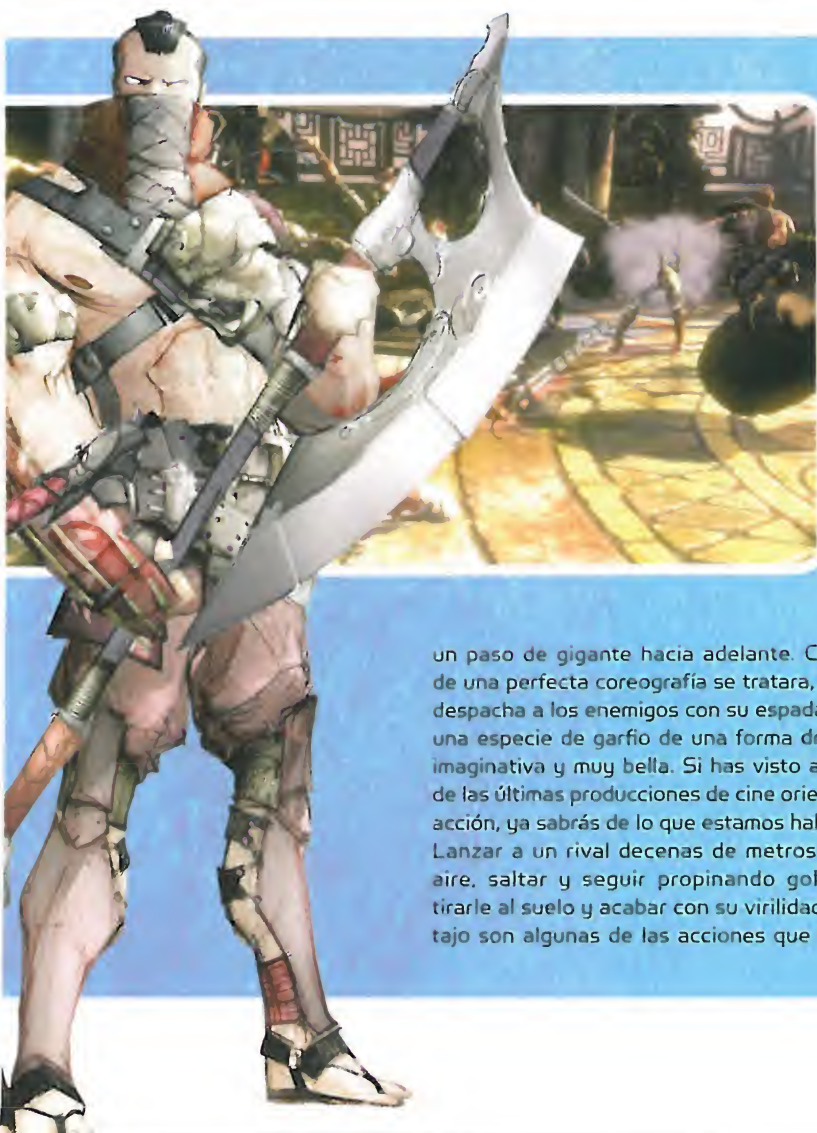 un paso de gigante hacia adelante. C
de una perfecta coreografía se tratara,
despacha a los enemigos con su espada
una especie de garfio de una forma de
imaginativa y muy bella. Si has visto a
de las últimas producciones de cine orie
acción, ya sabrás de lo que estamos hal
Lanzar a un rival decenas de metros
aire, saltar y seguir propinando gol
tirarle al suelo y acabar con su virilidad
tajo son algunas de las acciones que